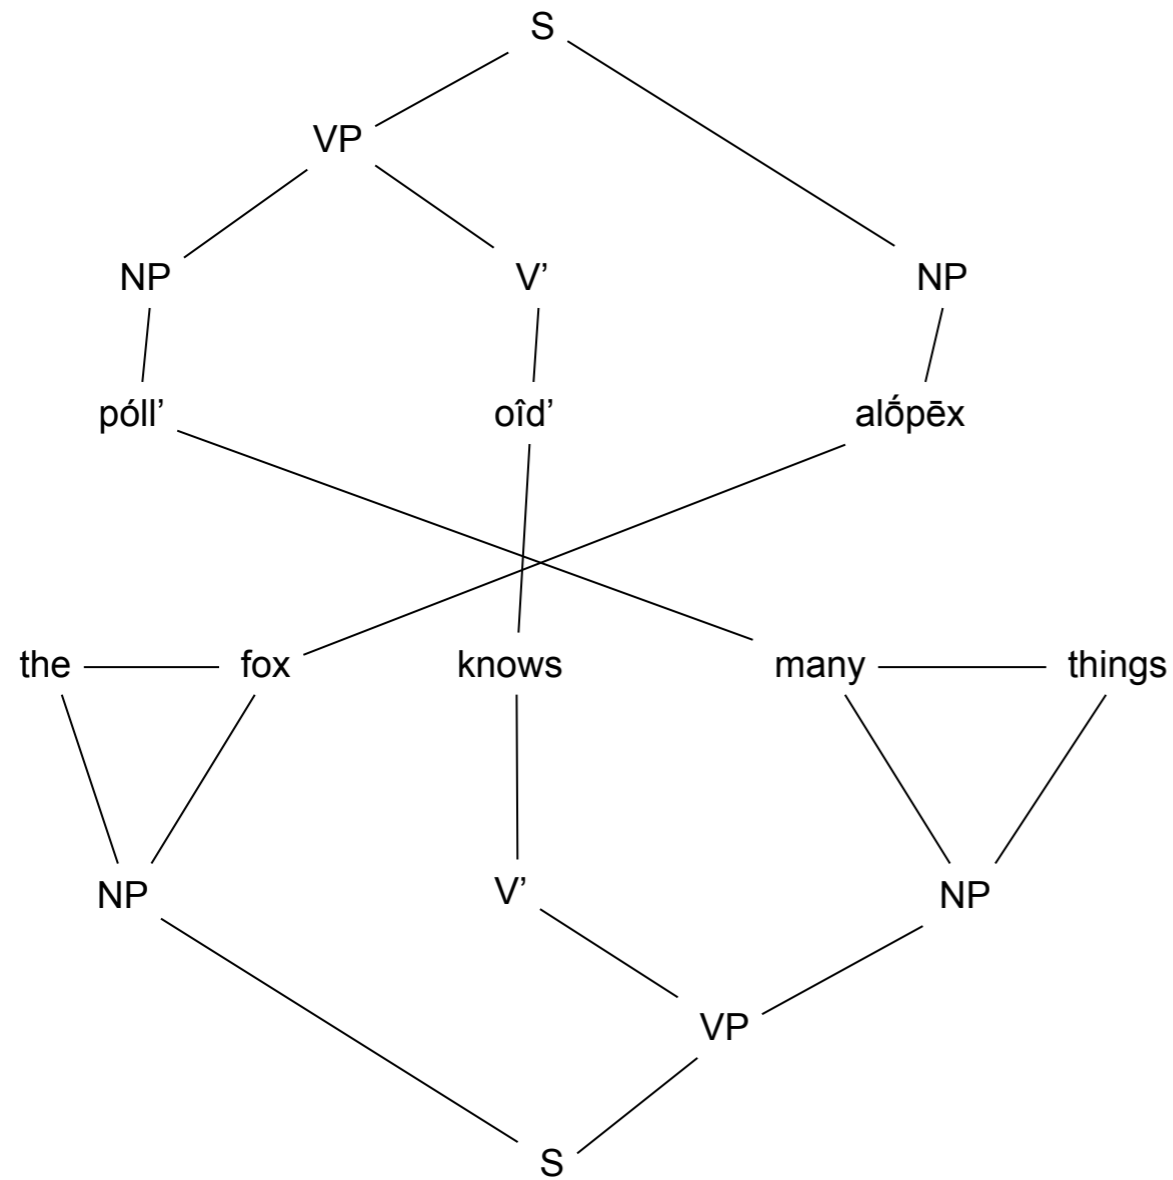 S
VP
NP V’ NP
póll’ oîd’ alṓpēx
the fox knows many things
NP V’ NP
VP
S